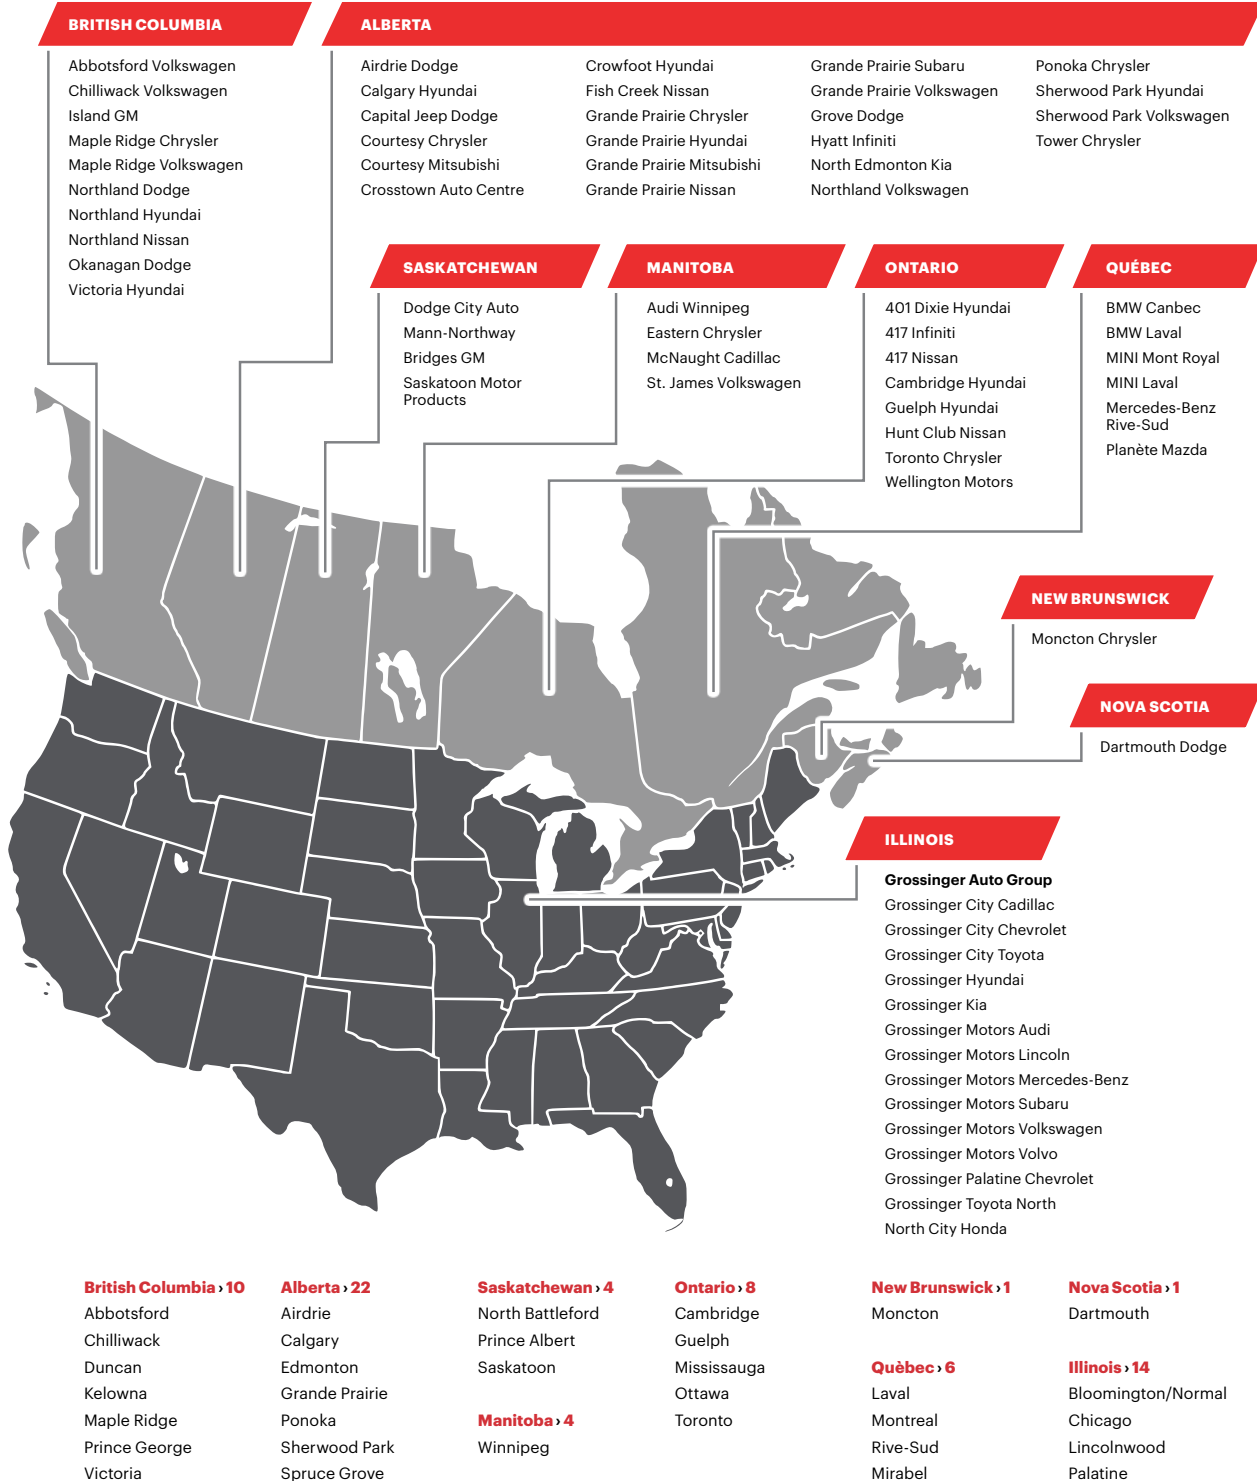 BRITISH COLUMBIA
Abbotsford Volkswagen
Chilliwack Volkswagen
Island GM
Maple Ridge Chrysler
Maple Ridge Volkswagen
Northland Dodge
Northland Hyundai
Northland Nissan
Okanagan Dodge
Victoria Hyundai
ALBERTA
Airdrie Dodge
Calgary Hyundai
Capital Jeep Dodge
Courtesy Chrysler
Courtesy Mitsubishi
Crosstown Auto Centre
Crowfoot Hyundai
Fish Creek Nissan
Grande Prairie Chrysler
Grande Prairie Hyundai
Grande Prairie Mitsubishi
Grande Prairie Nissan
Grande Prairie Subaru
Grande Prairie Volkswagen
Grove Dodge
Hyatt Infiniti
North Edmonton Kia
Northland Volkswagen
Ponoka Chrysler
Sherwood Park Hyundai
Sherwood Park Volkswagen
Tower Chrysler
SASKATCHEWAN
Dodge City Auto
Mann-Northway
Bridges GM
Saskatoon Motor
Products
MANITOBA
Audi Winnipeg
Eastern Chrysler
McNaught Cadillac
St. James Volkswagen
ONTARIO
401 Dixie Hyundai
417 Infiniti
417 Nissan
Cambridge Hyundai
Guelph Hyundai
Hunt Club Nissan
Toronto Chrysler
Wellington Motors
QUÉBEC
BMW Canbec
BMW Laval
MINI Mont Royal
MINI Laval
Mercedes-Benz
Rive-Sud
Planète Mazda
NEW BRUNSWICK
Moncton Chrysler
NOVA SCOTIA
Dartmouth Dodge
ILLINOIS
Grossinger Auto Group
Grossinger City Cadillac
Grossinger City Chevrolet
Grossinger City Toyota
Grossinger Hyundai
Grossinger Kia
Grossinger Motors Audi
Grossinger Motors Lincoln
Grossinger Motors Mercedes-Benz
Grossinger Motors Subaru
Grossinger Motors Volkswagen
Grossinger Motors Volvo
Grossinger Palatine Chevrolet
Grossinger Toyota North
North City Honda
British Columbia › 10
Abbotsford
Chilliwack
Duncan
Kelowna
Maple Ridge
Prince George
Victoria
Alberta › 22
Airdrie
Calgary
Edmonton
Grande Prairie
Ponoka
Sherwood Park
Spruce Grove
Saskatchewan › 4
North Battleford
Prince Albert
Saskatoon
Manitoba › 4
Winnipeg
Ontario › 8
Cambridge
Guelph
Mississauga
Ottawa
Toronto
New Brunswick › 1
Moncton
Quèbec › 6
Laval
Montreal
Rive-Sud
Mirabel
Nova Scotia › 1
Dartmouth
Illinois › 14
Bloomington/Normal
Chicago
Lincolnwood
Palatine